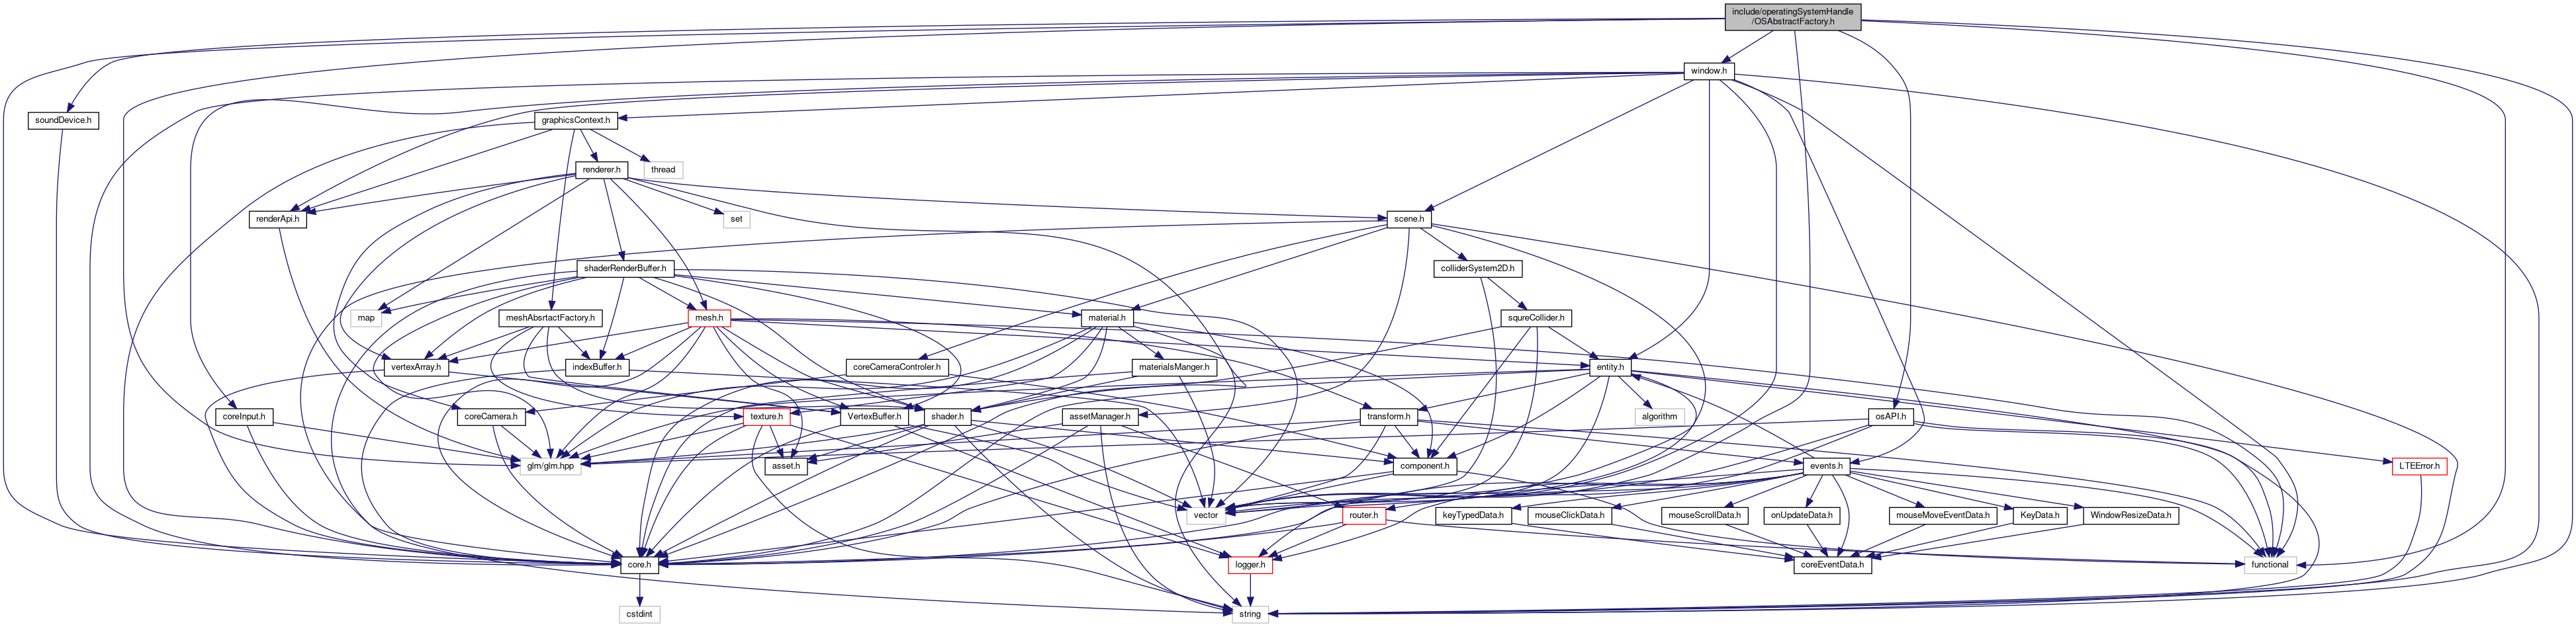 include/operatingSystemHandle
/OSAbstractFactory.h
window.h
soundDevice.h
graphicsContext.h
renderer.h
thread
renderApi.h
set
scene.h
shaderRenderBuffer.h
colliderSystem2D.h
map
meshAbsrtactFactory.h
mesh.h
material.h
squreCollider.h
vertexArray.h
indexBuffer.h
coreCameraControler.h
materialsManger.h
entity.h
coreInput.h
coreCamera.h
texture.h
VertexBuffer.h
shader.h
assetManager.h
transform.h
algorithm
osAPI.h
glm/glm.hpp
asset.h
component.h
events.h
LTEError.h
vector
router.h
keyTypedData.h
mouseClickData.h
mouseScrollData.h
onUpdateData.h
mouseMoveEventData.h
KeyData.h
WindowResizeData.h
core.h
logger.h
coreEventData.h
functional
cstdint
string